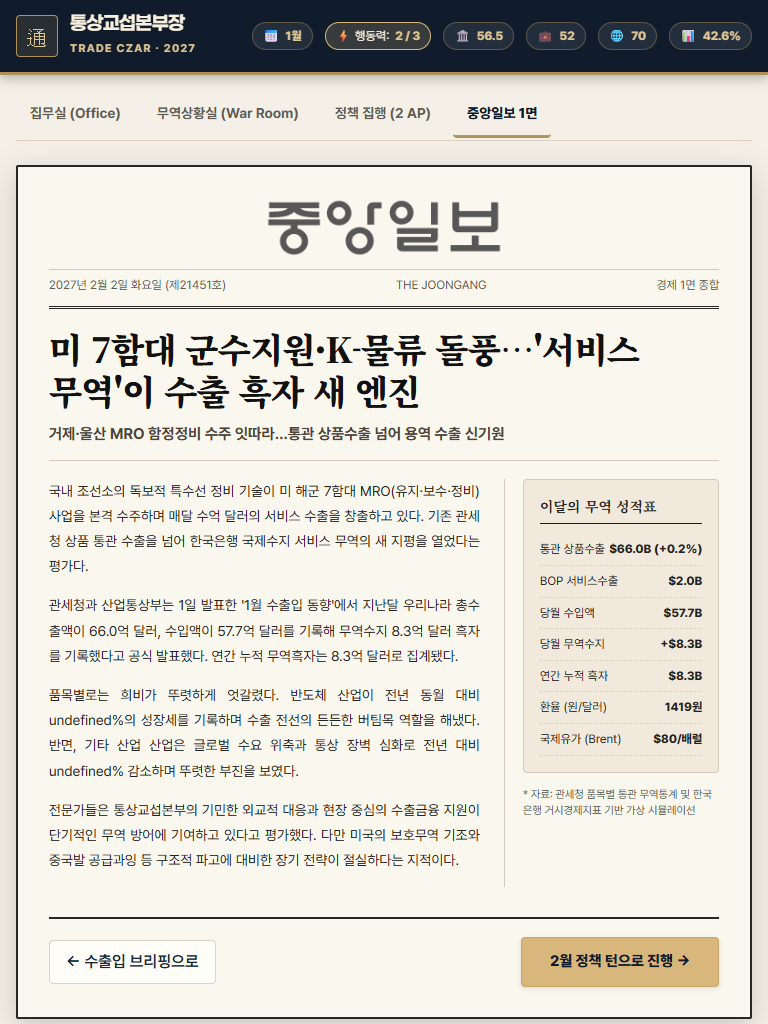 通
통상교섭본부장
TRADE CZAR · 2027
1월
행동력: 2 / 3
56.5
52
70
42.6%
집무실 (Office)
무역상황실 (War Room)
정책 집행 (2 AP)
중앙일보 1면
중앙일보
2027년 2월 2일 화요일 (제21451호)
THE JOONGANG
경제 1면 종합
미 7함대 군수지원·K-물류 돌풍…'서비스
무역'이 수출 흑자 새 엔진
거제·울산 MRO 함정정비 수주 잇따라...통관 상품수출 넘어 용역 수출 신기원
국내 조선소의 독보적 특수선 정비 기술이 미 해군 7함대 MRO(유지·보수·정비)
사업을 본격 수주하며 매달 수억 달러의 서비스 수출을 창출하고 있다. 기존 관세
청 상품 통관 수출을 넘어 한국은행 국제수지 서비스 무역의 새 지평을 열었다는
평가다.
관세청과 산업통상부는 1일 발표한 '1월 수출입 동향'에서 지난달 우리나라 총수
출액이 66.0억 달러, 수입액이 57.7억 달러를 기록해 무역수지 8.3억 달러 흑자
를 기록했다고 공식 발표했다. 연간 누적 무역흑자는 8.3억 달러로 집계됐다.
품목별로는 희비가 뚜렷하게 엇갈렸다. 반도체 산업이 전년 동월 대비
undefined%의 성장세를 기록하며 수출 전선의 든든한 버팀목 역할을 해냈다.
반면, 기타 산업 산업은 글로벌 수요 위축과 통상 장벽 심화로 전년 대비
undefined% 감소하며 뚜렷한 부진을 보였다.
전문가들은 통상교섭본부의 기민한 외교적 대응과 현장 중심의 수출금융 지원이
단기적인 무역 방어에 기여하고 있다고 평가했다. 다만 미국의 보호무역 기조와
중국발 공급과잉 등 구조적 파고에 대비한 장기 전략이 절실하다는 지적이다.
이달의 무역 성적표
통관 상품수출 $66.0B (+0.2%)
BOP 서비스수출 $2.0B
당월 수입액 $57.7B
당월 무역수지 +$8.3B
연간 누적 흑자 $8.3B
환율 (원/달러) 1419원
국제유가 (Brent) $80/배럴
* 자료: 관세청 품목별 통관 무역통계 및 한국
은행 거시경제지표 기반 가상 시뮬레이션
← 수출입 브리핑으로
2월 정책 턴으로 진행 →